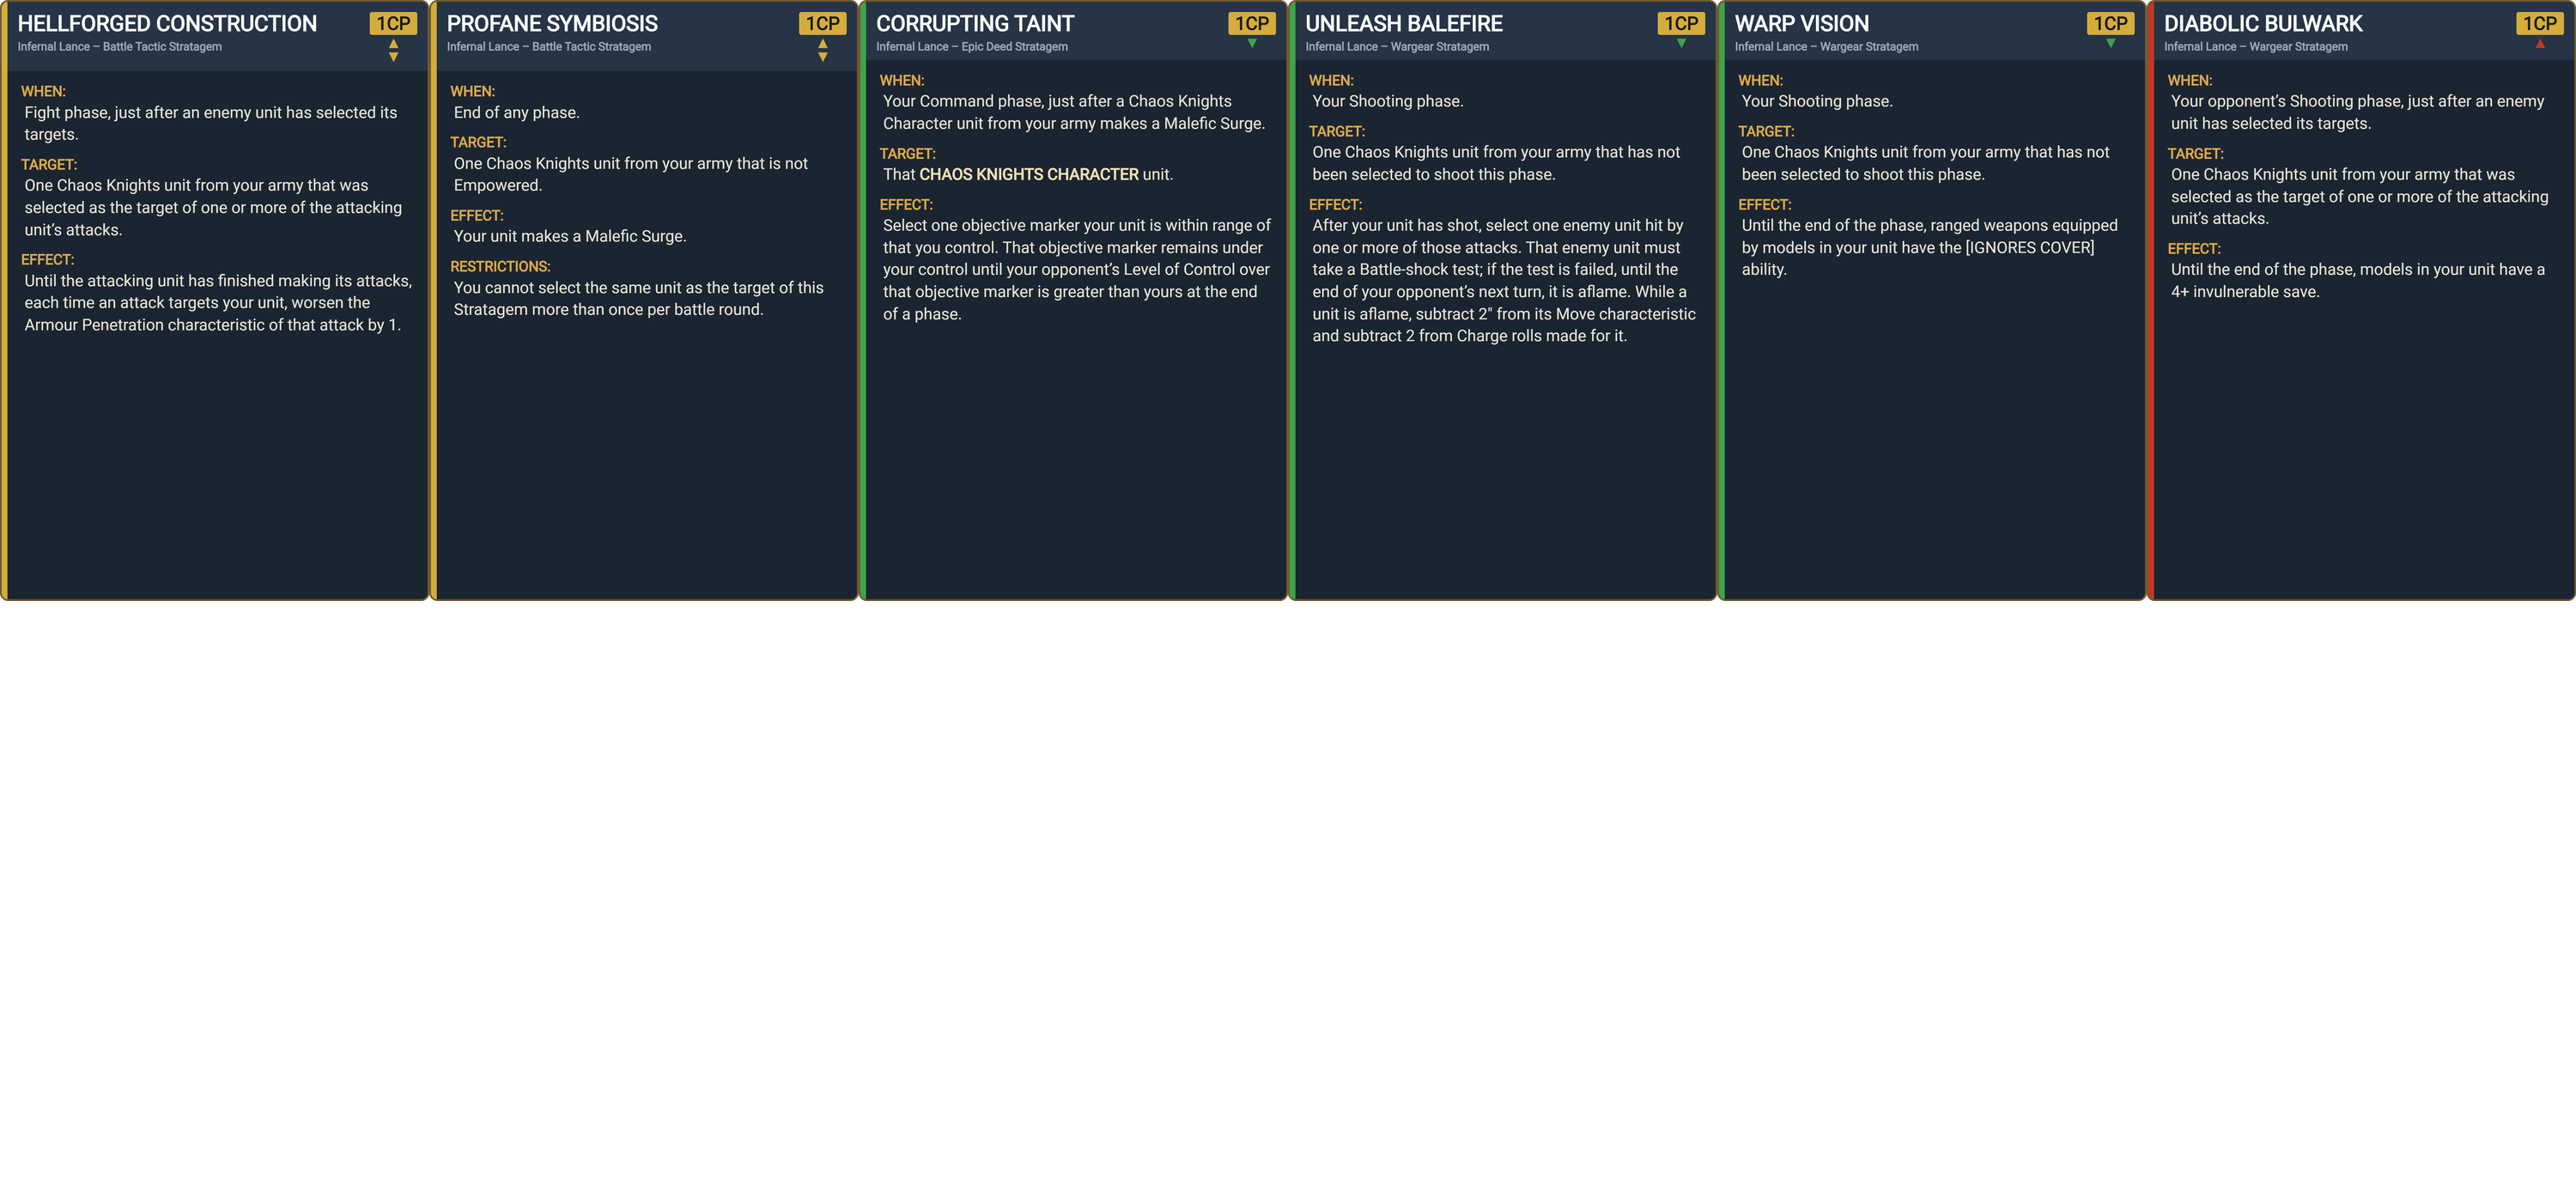 HELLFORGED CONSTRUCTION
1CP
Infernal Lance – Battle Tactic Stratagem
WHEN:
Fight phase, just after an enemy unit has selected its
targets.
TARGET:
One Chaos Knights unit from your army that was
selected as the target of one or more of the attacking
unit’s attacks.
EFFECT:
Until the attacking unit has finished making its attacks,
each time an attack targets your unit, worsen the
Armour Penetration characteristic of that attack by 1.
PROFANE SYMBIOSIS
1CP
Infernal Lance – Battle Tactic Stratagem
WHEN:
End of any phase.
TARGET:
One Chaos Knights unit from your army that is not
Empowered.
EFFECT:
Your unit makes a Malefic Surge.
RESTRICTIONS:
You cannot select the same unit as the target of this
Stratagem more than once per battle round.
CORRUPTING TAINT
1CP
Infernal Lance – Epic Deed Stratagem
WHEN:
Your Command phase, just after a Chaos Knights
Character unit from your army makes a Malefic Surge.
TARGET:
That CHAOS KNIGHTS CHARACTER unit.
EFFECT:
Select one objective marker your unit is within range of
that you control. That objective marker remains under
your control until your opponent’s Level of Control over
that objective marker is greater than yours at the end
of a phase.
UNLEASH BALEFIRE
1CP
Infernal Lance – Wargear Stratagem
WHEN:
Your Shooting phase.
TARGET:
One Chaos Knights unit from your army that has not
been selected to shoot this phase.
EFFECT:
After your unit has shot, select one enemy unit hit by
one or more of those attacks. That enemy unit must
take a Battle-shock test; if the test is failed, until the
end of your opponent’s next turn, it is aflame. While a
unit is aflame, subtract 2" from its Move characteristic
and subtract 2 from Charge rolls made for it.
WARP VISION
1CP
Infernal Lance – Wargear Stratagem
WHEN:
Your Shooting phase.
TARGET:
One Chaos Knights unit from your army that has not
been selected to shoot this phase.
EFFECT:
Until the end of the phase, ranged weapons equipped
by models in your unit have the [IGNORES COVER]
ability.
DIABOLIC BULWARK
1CP
Infernal Lance – Wargear Stratagem
WHEN:
Your opponent’s Shooting phase, just after an enemy
unit has selected its targets.
TARGET:
One Chaos Knights unit from your army that was
selected as the target of one or more of the attacking
unit’s attacks.
EFFECT:
Until the end of the phase, models in your unit have a
4+ invulnerable save.